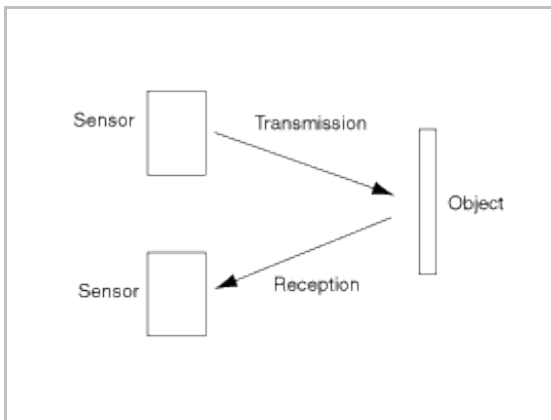 Sensor
Transmission
Object
Sensor
Reception